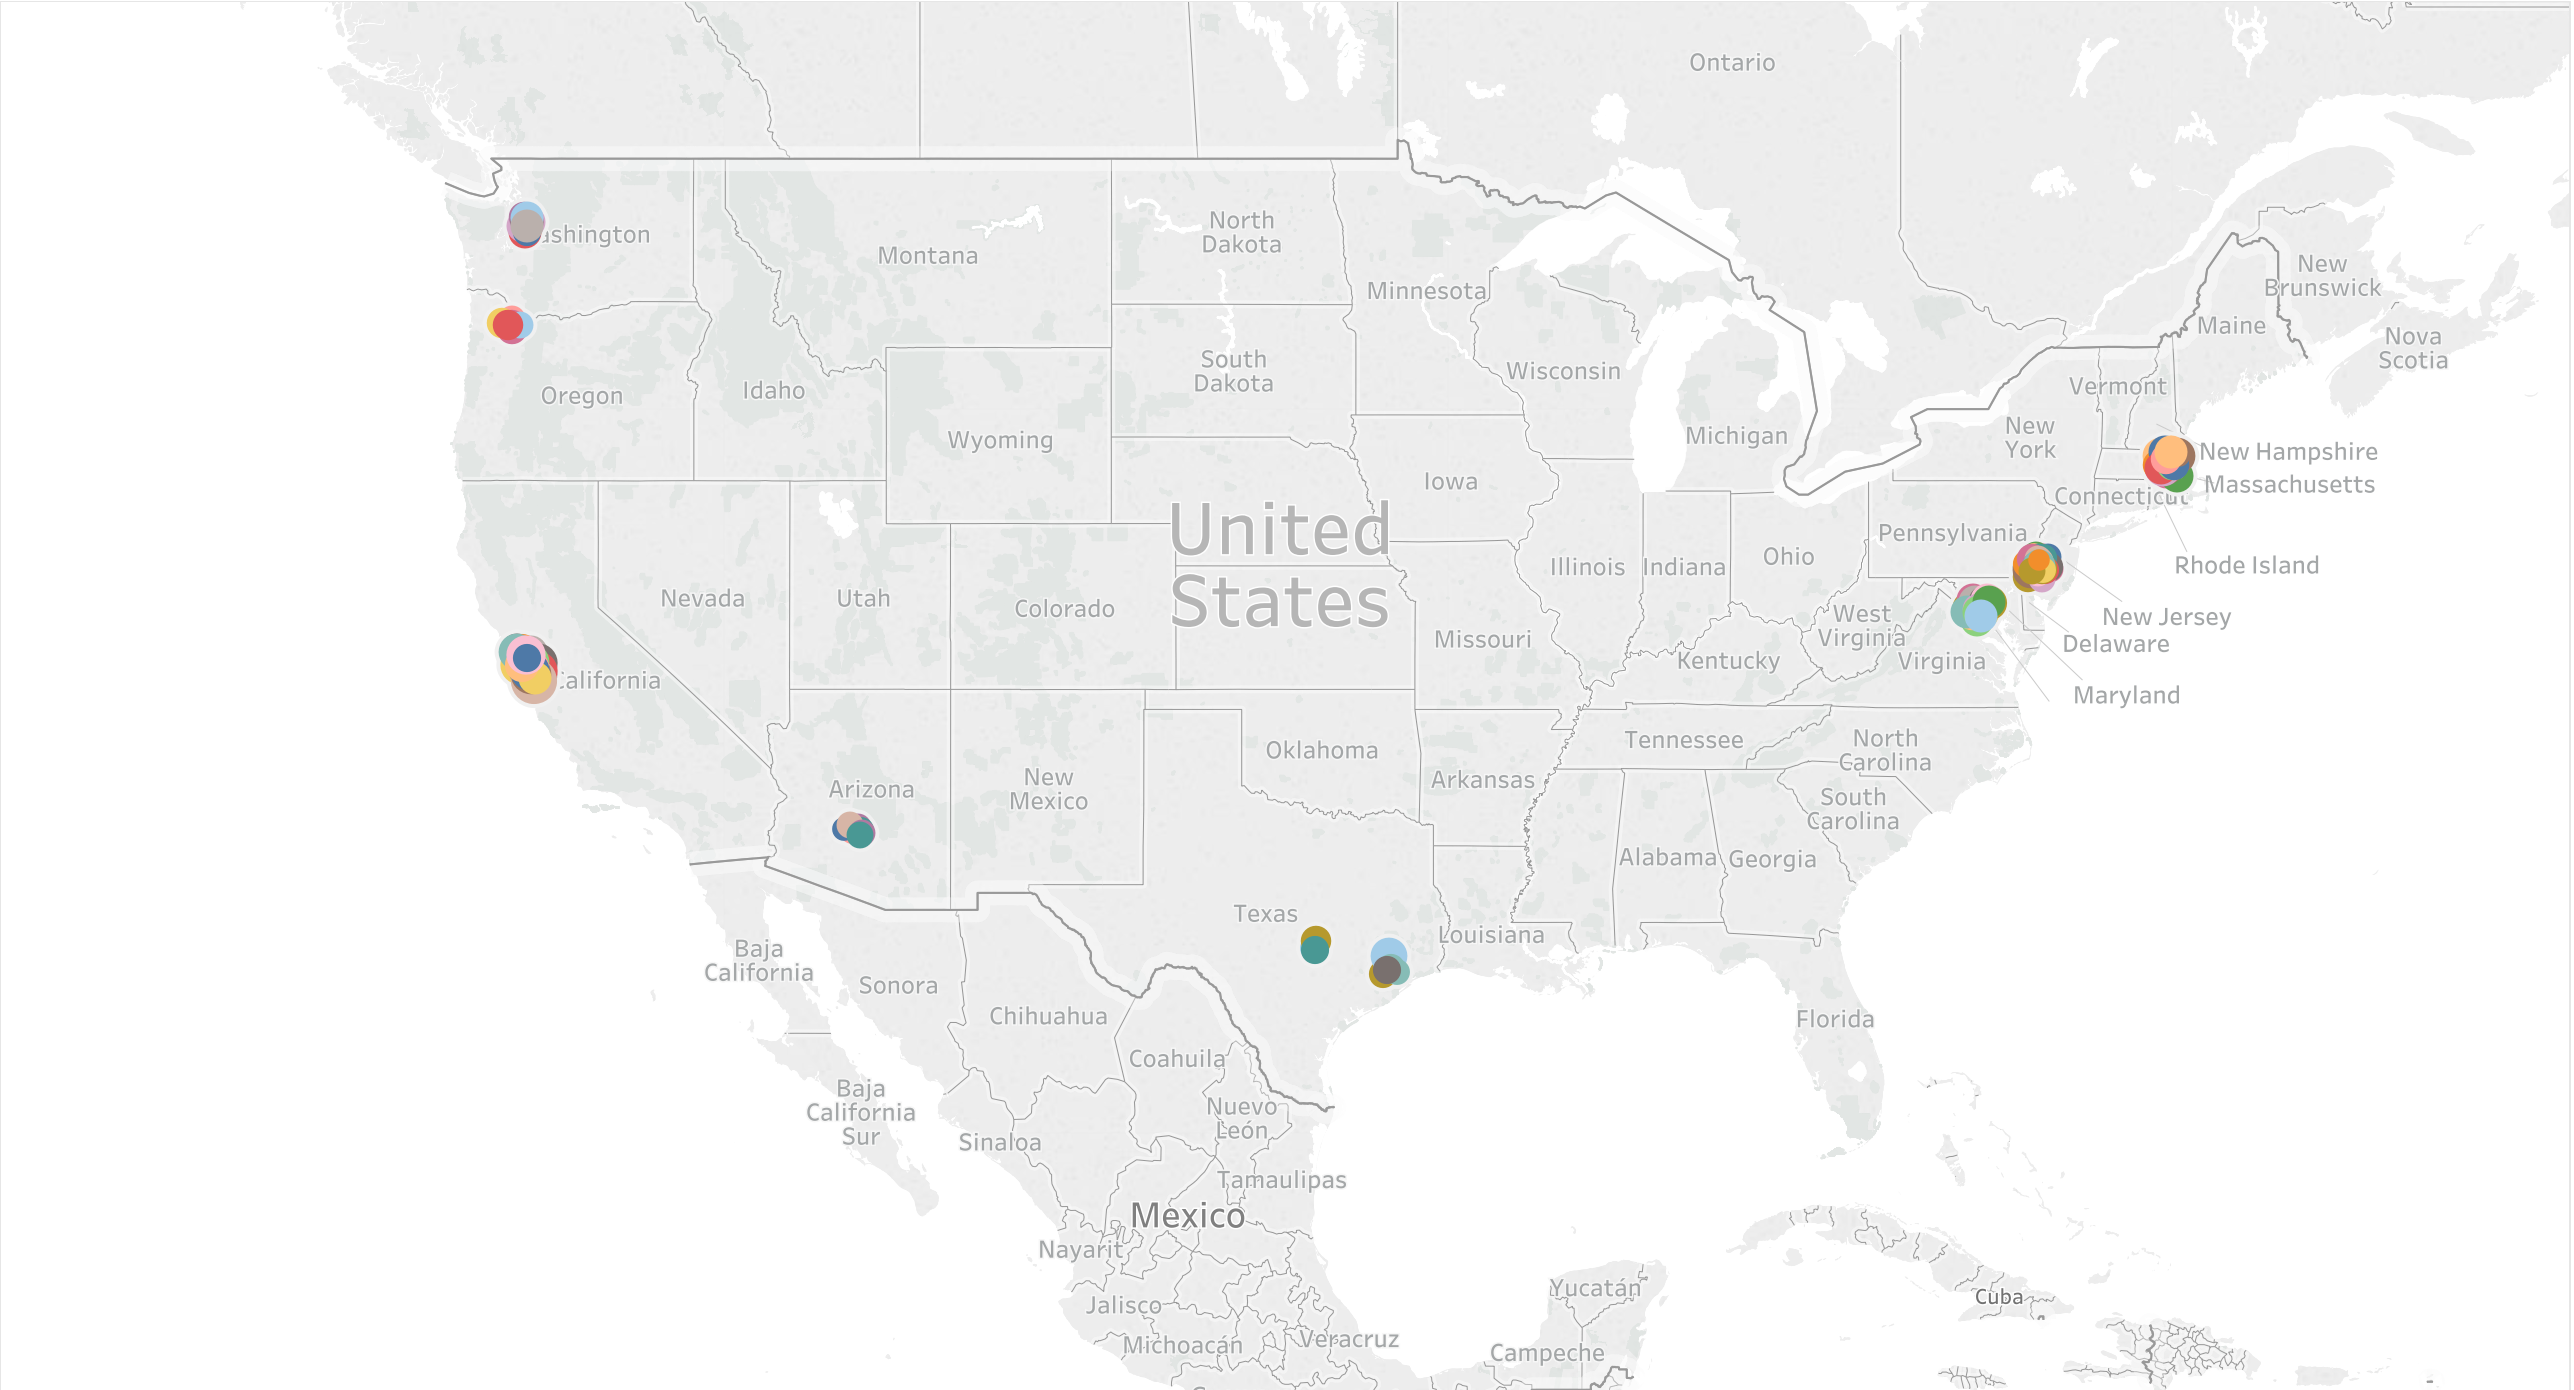 Ontario
ashington
Montana
North
Dakota
Minnesota
New
Brunswick
Maine
Nova
Scotia
Oregon
Idaho
South
Dakota
Wisconsin
Vermont
Wyoming
Michigan
New
York
New Hampshire
Iowa
Massachusetts
Connecticut
United
States
Pennsylvania
Nevada
Utah
Colorado
Illinois
Indiana
Ohio
Rhode Island
New Jersey
West
Virginia
Delaware
Missouri
Kentucky
Virginia
California
Maryland
Oklahoma
Tennessee
North
Carolina
Arizona
New
Mexico
Arkansas
South
Carolina
Alabama
Georgia
Texas
Louisiana
Baja
California
Sonora
Chihuahua
Florida
Coahuila
Baja
California
Sur
Nuevo
León
Sinaloa
Tamaulipas
Mexico
Nayarit
Yucatán
Cuba
Jalisco
Michoacán
Veracruz
Campeche